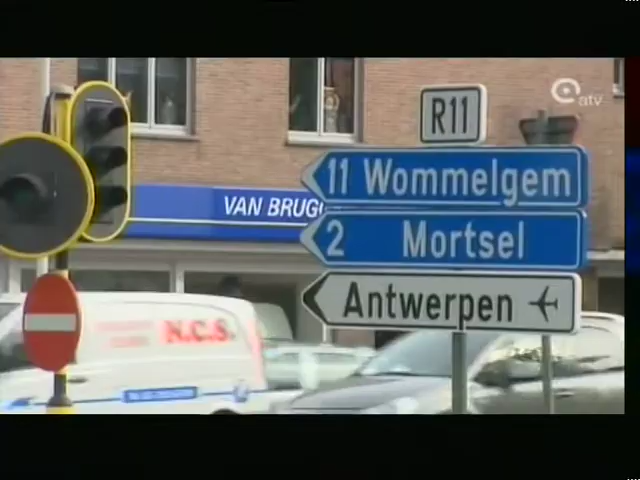 atv
R11
11 Wommelgem
2 Mortsel
Antwerpen
VAN BRUG
N.C.S.